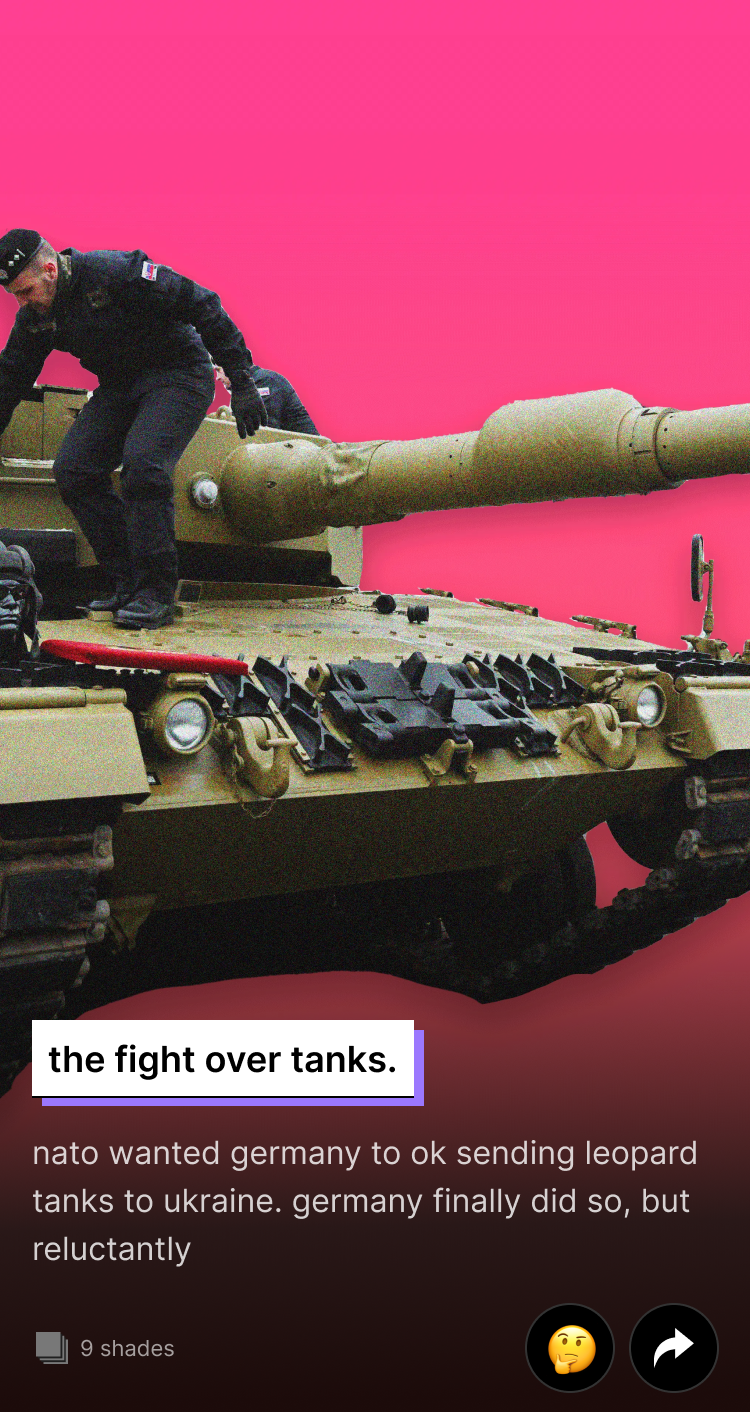 the fight over tanks.
nato wanted germany to ok sending leopard
tanks to ukraine. germany finally did so, but
reluctantly
9 shades